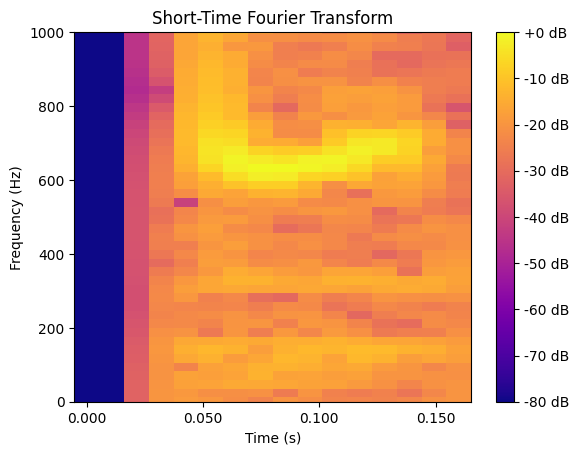 Short-Time Fourier Transform
1000
800
600
400
200
0
Frequency (Hz)
0.000
0.050
0.100
0.150
Time (s)
+0 dB
-10 dB
-20 dB
-30 dB
-40 dB
-50 dB
-60 dB
-70 dB
-80 dB